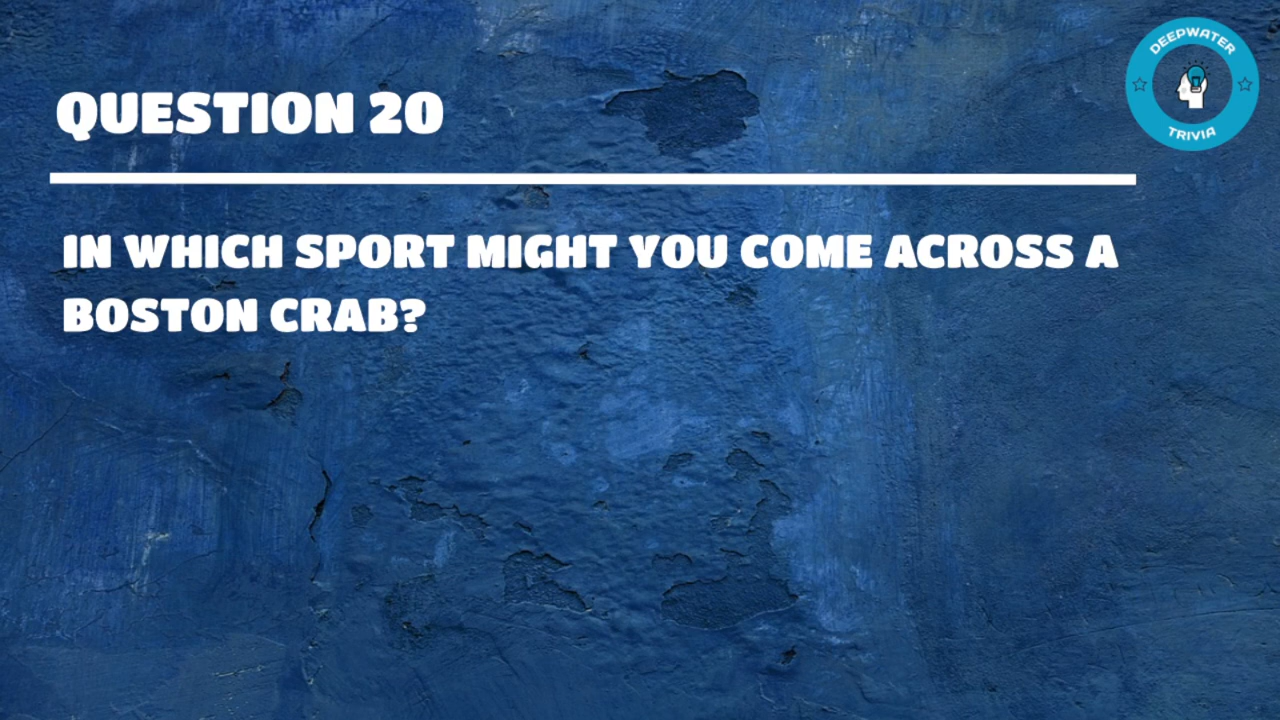 DEEPWATER
TRIVIA
QUESTION 20
IN WHICH SPORT MIGHT YOU COME ACROSS A
BOSTON CRAB?